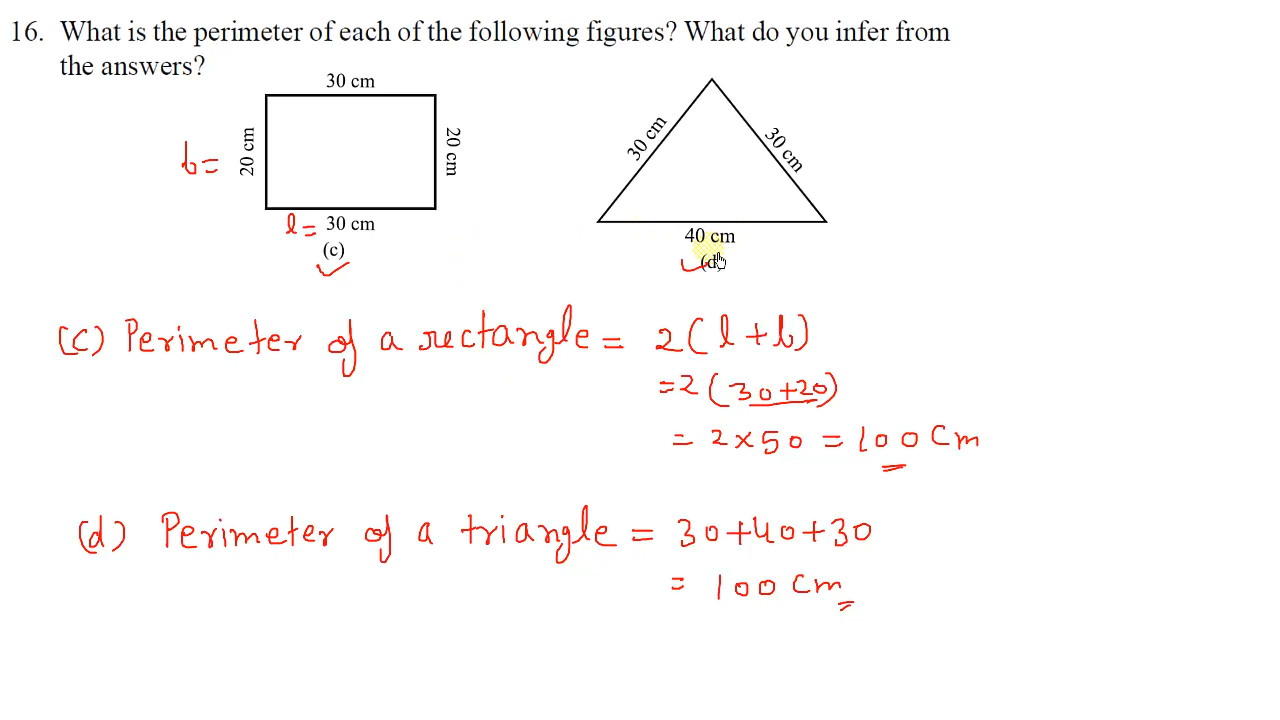 16. What is the perimeter of each of the following figures? What do you infer from
the answers?
30 cm
b= 20 cm
20 cm
l= 30 cm
(c)
30 cm
30 cm
40 cm
(d)
(c) Perimeter of a rectangle = 2(l+b)
=2(30+20)
= 2×50 = 100 Cm
(d) Perimeter of a triangle = 30+40+30
= 100 Cm